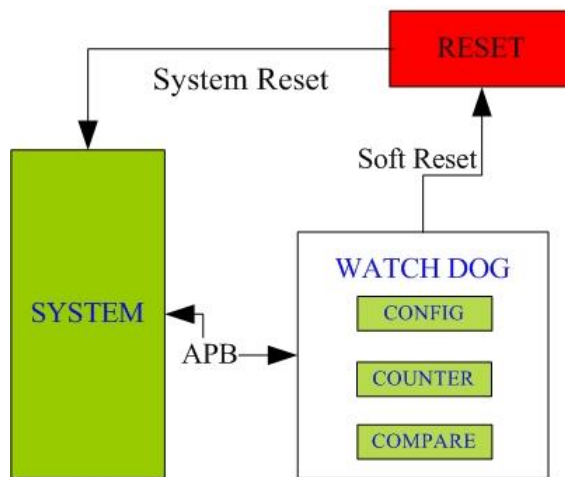 RESET
System Reset
Soft Reset
WATCH DOG
SYSTEM
CONFIG
APB
COUNTER
COMPARE